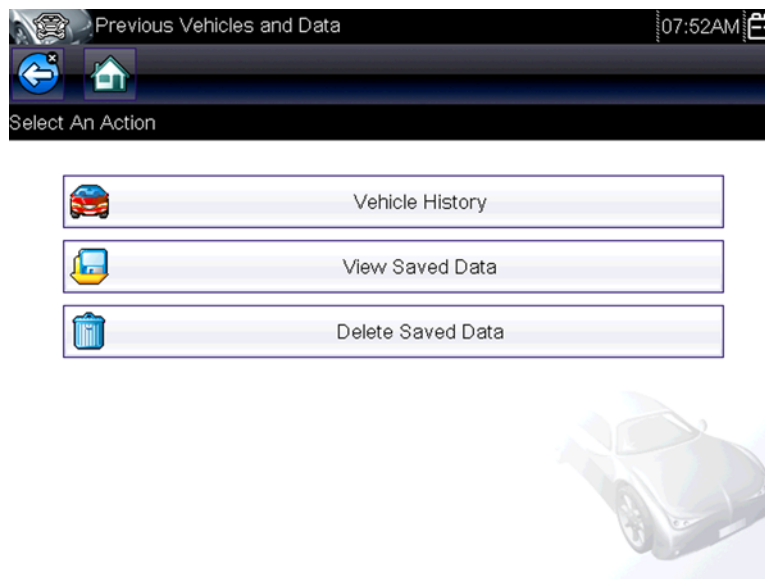 Previous Vehicles and Data 07:52AM
Select An Action
Vehicle History
View Saved Data
Delete Saved Data